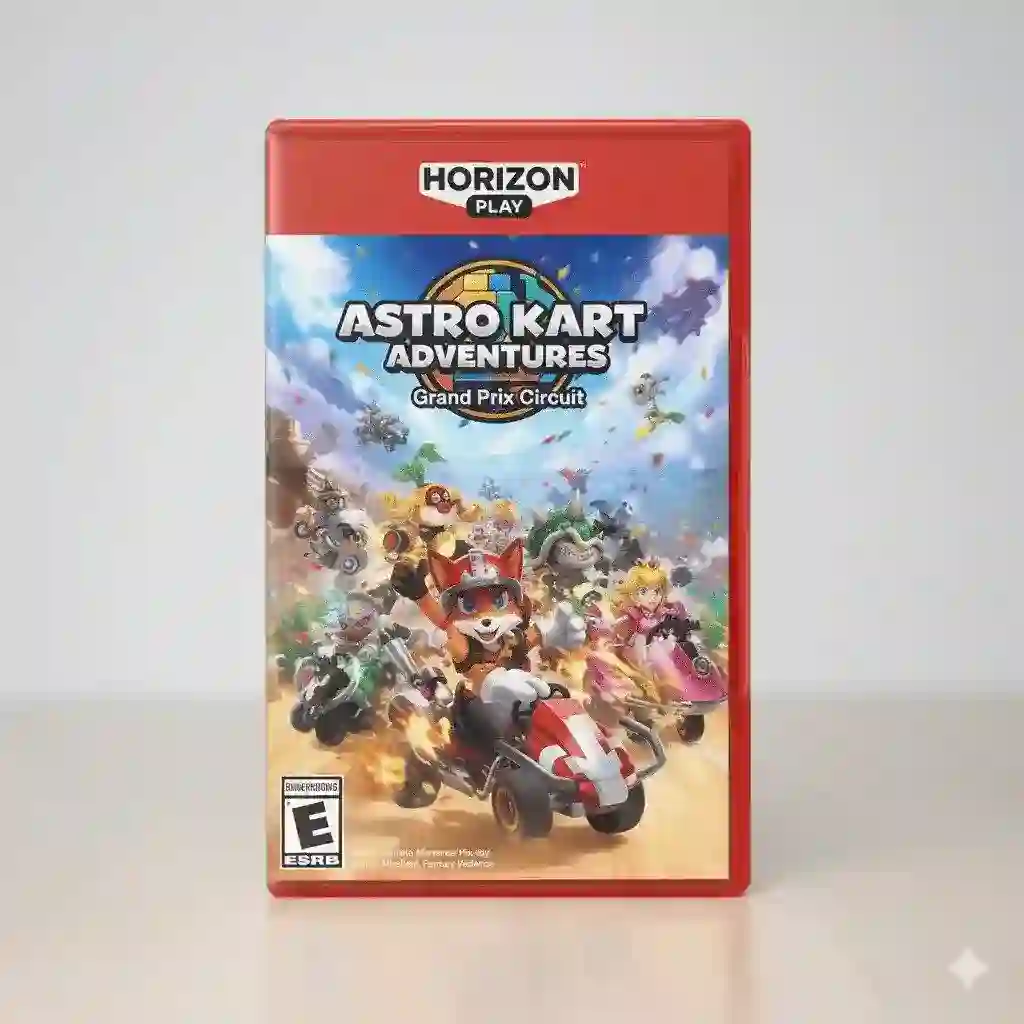 HORIZON
PLAY
ASTRO KART
ADVENTURES
Grand Prix Circuit
E
ESRB